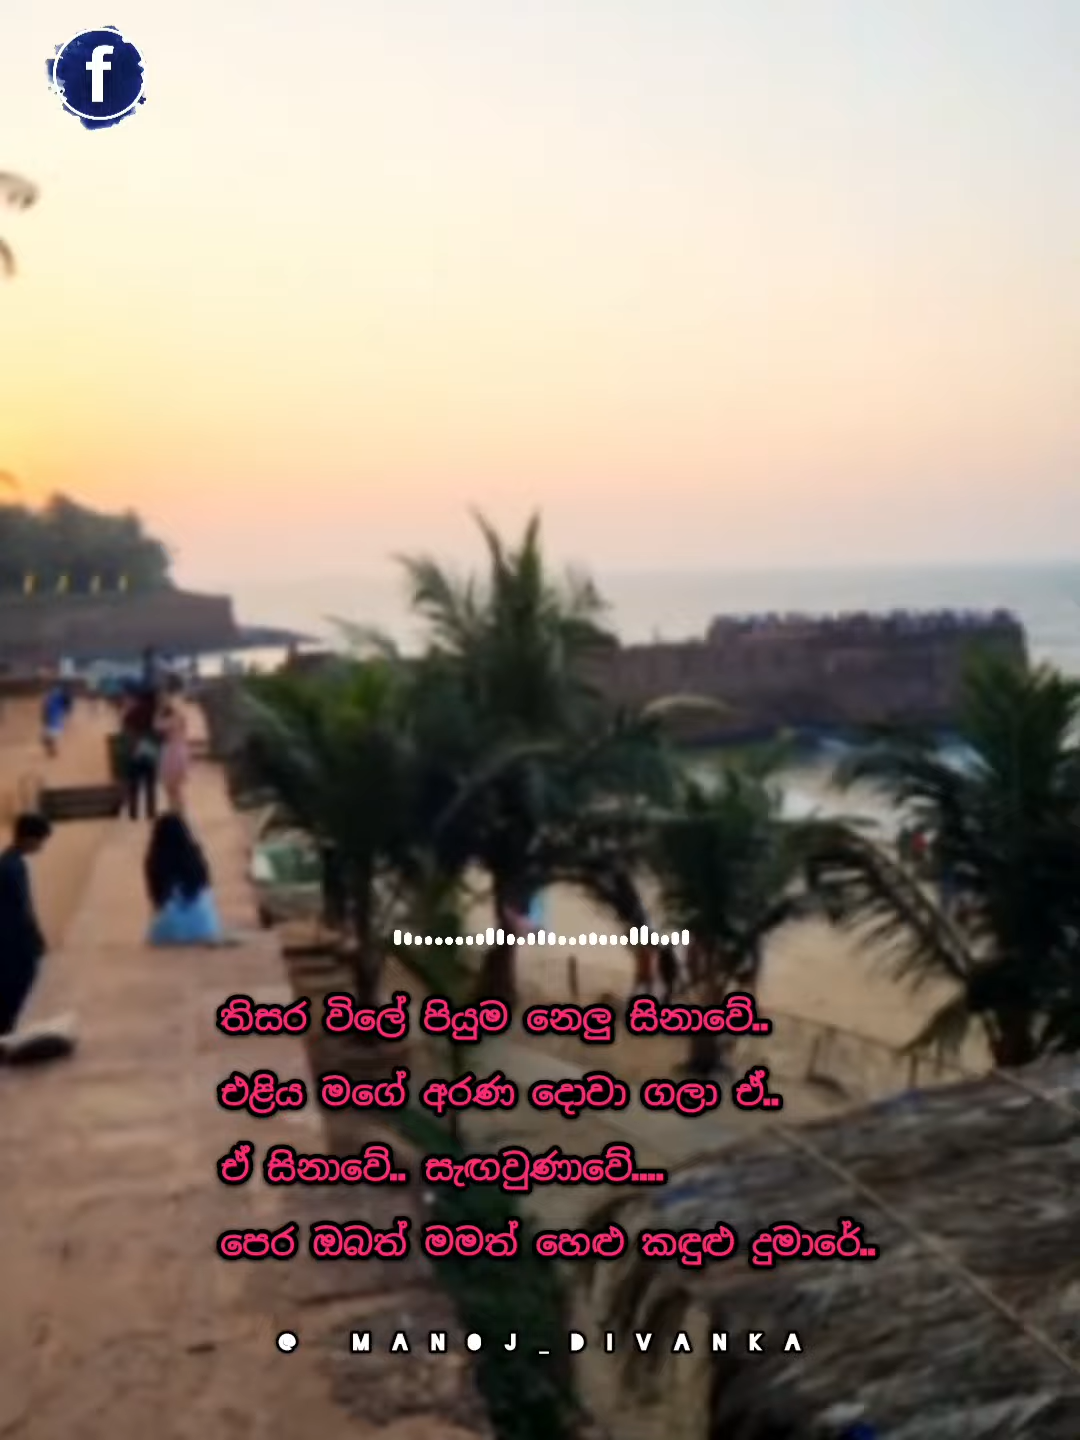 f
තිසර විලේ පියුම නෙලු සිනාවේ..
එළිය මගේ අරණ දොවා ගලා ඒ..
ඒ සිනාවේ.. සැඟවුණාවේ....
පෙර ඔබත් මමත් හෙළු කඳුළු දුමාරේ..
@ MANOJ_DIVANKA